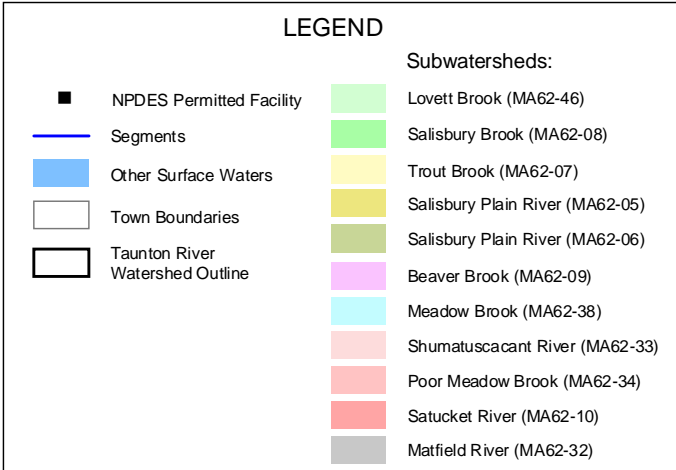 LEGEND
NPDES Permitted Facility
Segments
Other Surface Waters
Town Boundaries
Taunton River
Watershed Outline
Subwatersheds:
Lovett Brook (MA62-46)
Salisbury Brook (MA62-08)
Trout Brook (MA62-07)
Salisbury Plain River (MA62-05)
Salisbury Plain River (MA62-06)
Beaver Brook (MA62-09)
Meadow Brook (MA62-38)
Shumatuscacant River (MA62-33)
Poor Meadow Brook (MA62-34)
Satucket River (MA62-10)
Matfield River (MA62-32)